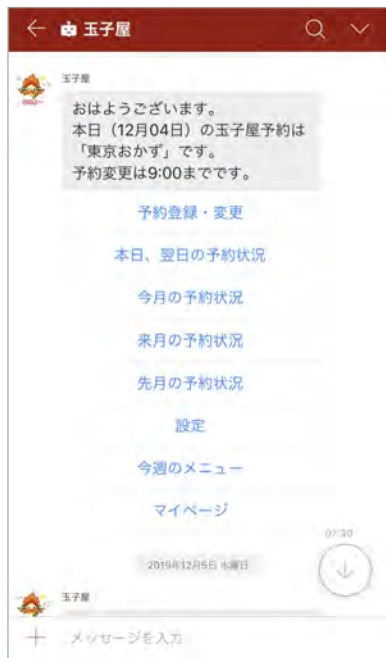 玉子屋
玉子屋
おはようございます。
本日（12月04日）の玉子屋予約は
「東京おかず」です。
予約変更は9:00までです。
予約登録・変更
本日、翌日の予約状況
今月の予約状況
来月の予約状況
先月の予約状況
設定
今週のメニュー
マイページ
07:30
2019年12月5日 水曜日
玉子屋
メッセージを入力